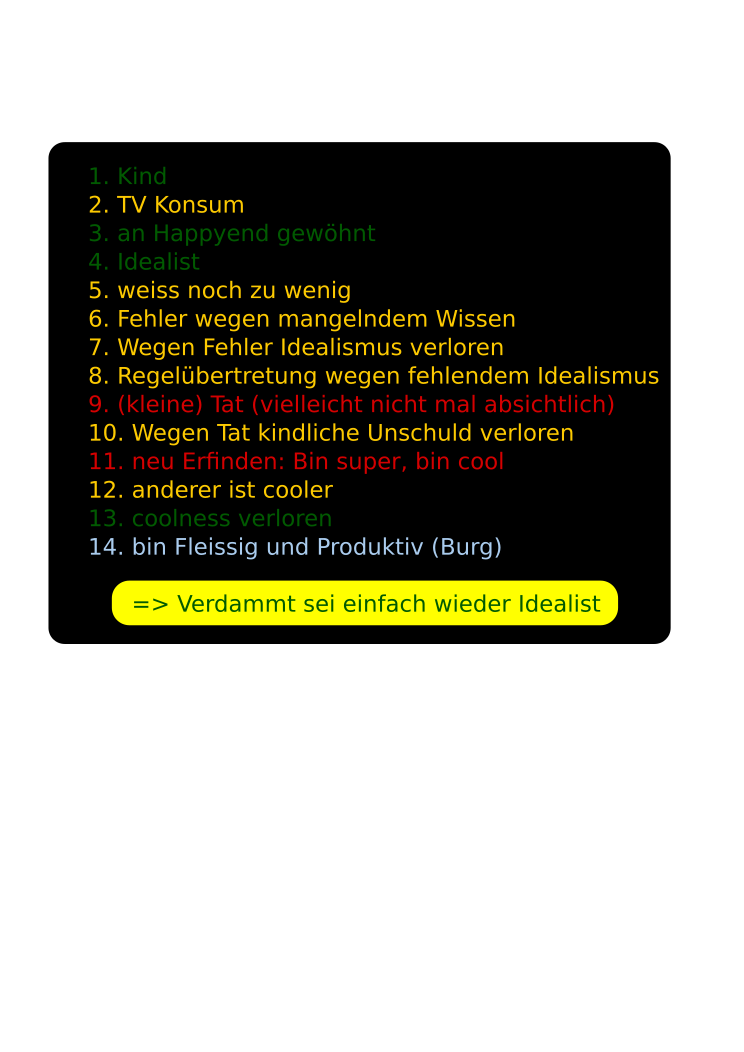 1. Kind
2. TV Konsum
3. an Happyend gewöhnt
4. Idealist
5. weiss noch zu wenig
6. Fehler wegen mangelndem Wissen
7. Wegen Fehler Idealismus verloren
8. Regelübertretung wegen fehlendem Idealismus
9. (kleine) Tat (vielleicht nicht mal absichtlich)
10. Wegen Tat kindliche Unschuld verloren
11. neu Erfinden: Bin super, bin cool
12. anderer ist cooler
13. coolness verloren
14. bin Fleissig und Produktiv (Burg)
=> Verdammt sei einfach wieder Idealist